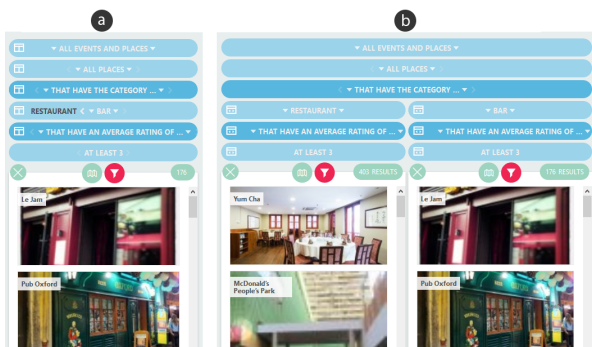 a
b
ALL EVENTS AND PLACES
ALL PLACES
THAT HAVE THE CATEGORY ...
RESTAURANT < BAR >
THAT HAVE AN AVERAGE RATING OF ...
AT LEAST 3
176
Le Jam
Pub Oxford
ALL EVENTS AND PLACES
ALL PLACES
THAT HAVE THE CATEGORY ...
RESTAURANT
BAR
THAT HAVE AN AVERAGE RATING OF ...
THAT HAVE AN AVERAGE RATING OF ...
AT LEAST 3
AT LEAST 3
401 RESULTS
176 RESULTS
Yum Cha
Le Jam
McDonald's
People's Park
Pub Oxford